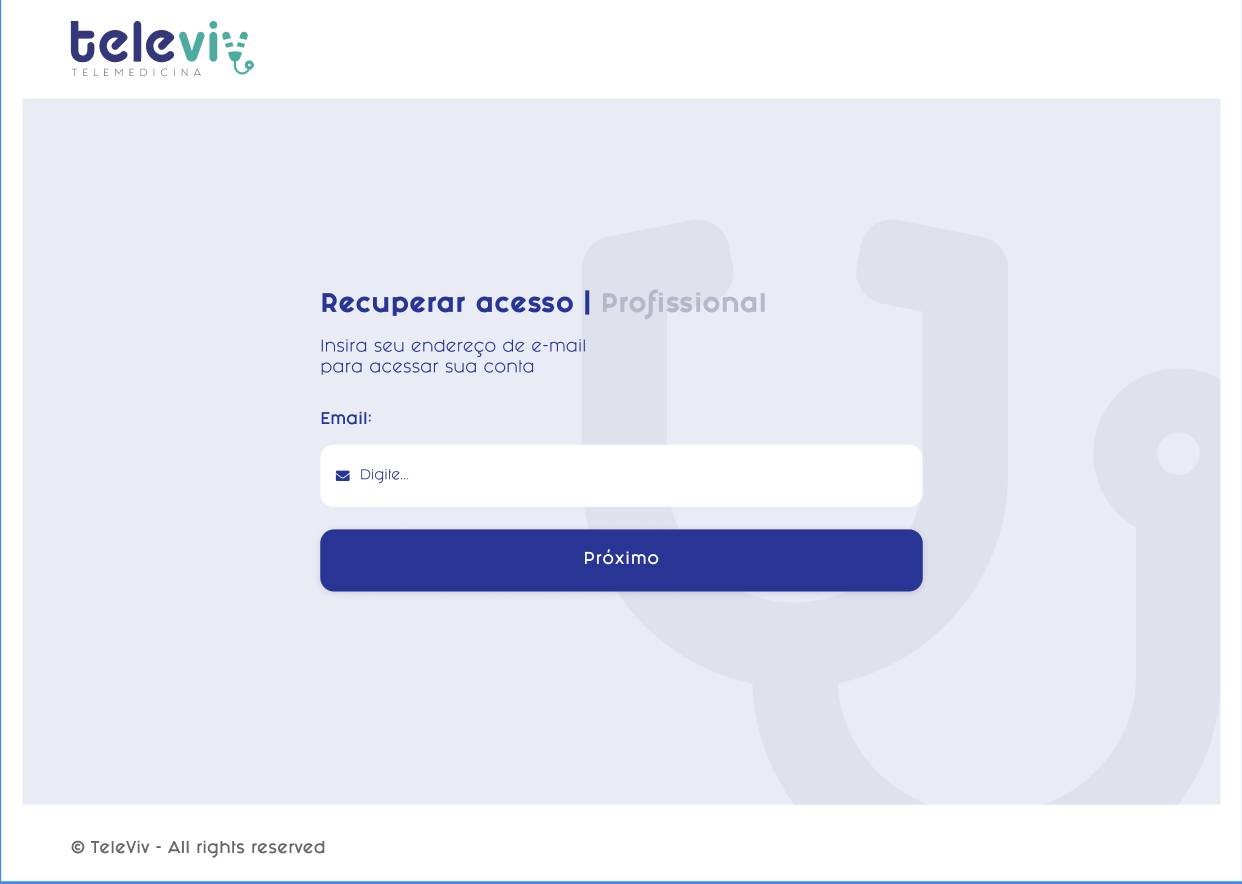 televiv
TELEMEDICINA
Recuperar acesso | Profissional
Insira seu endereço de e-mail
para acessar sua conta
Email:
Digite...
Próximo
© TeleViv - All rights reserved